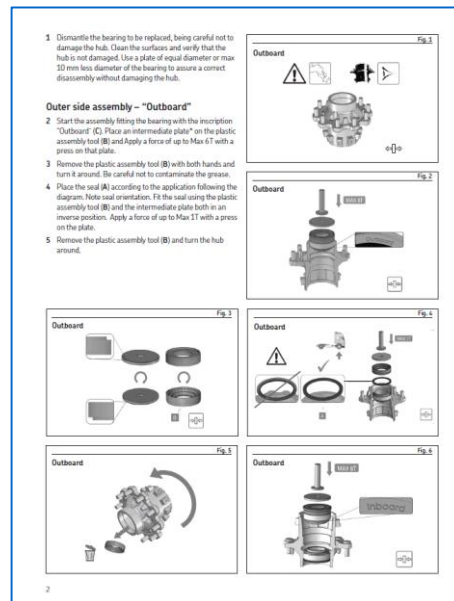 1 Dismantle the bearing to be replaced, being careful not to
damage the hub. Clean the surfaces and verify that the
hub is not damaged. Use a plate of equal diameter or max
10 mm less diameter of the bearing to assure a correct
disassembly without damaging the hub.
Outer side assembly – "Outboard"
2 Start the assembly fitting the bearing with the inscription
"Outboard" (C). Place an intermediate plate* on the plastic
assembly tool (B) and Apply a force of up to Max 6T with a
press on that plate.
3 Remove the plastic assembly tool (B) with both hands and
turn it around. Be careful not to contaminate the grease.
4 Place the seal (A) according to the application following the
diagram. Note seal orientation. Fit the seal using the plastic
assembly tool (B) and the intermediate plate both in an
inverse position. Apply a force of up to Max 1T with a press
on the plate.
5 Remove the plastic assembly tool (B) and turn the hub
around.
Fig. 1
Outboard
Fig. 2
Outboard
MAX 6T
Fig. 3
Outboard
B
Fig. 4
Outboard
MAX 1T
Fig. 5
Outboard
Fig. 6
Outboard
MAX 6T
inboard
2